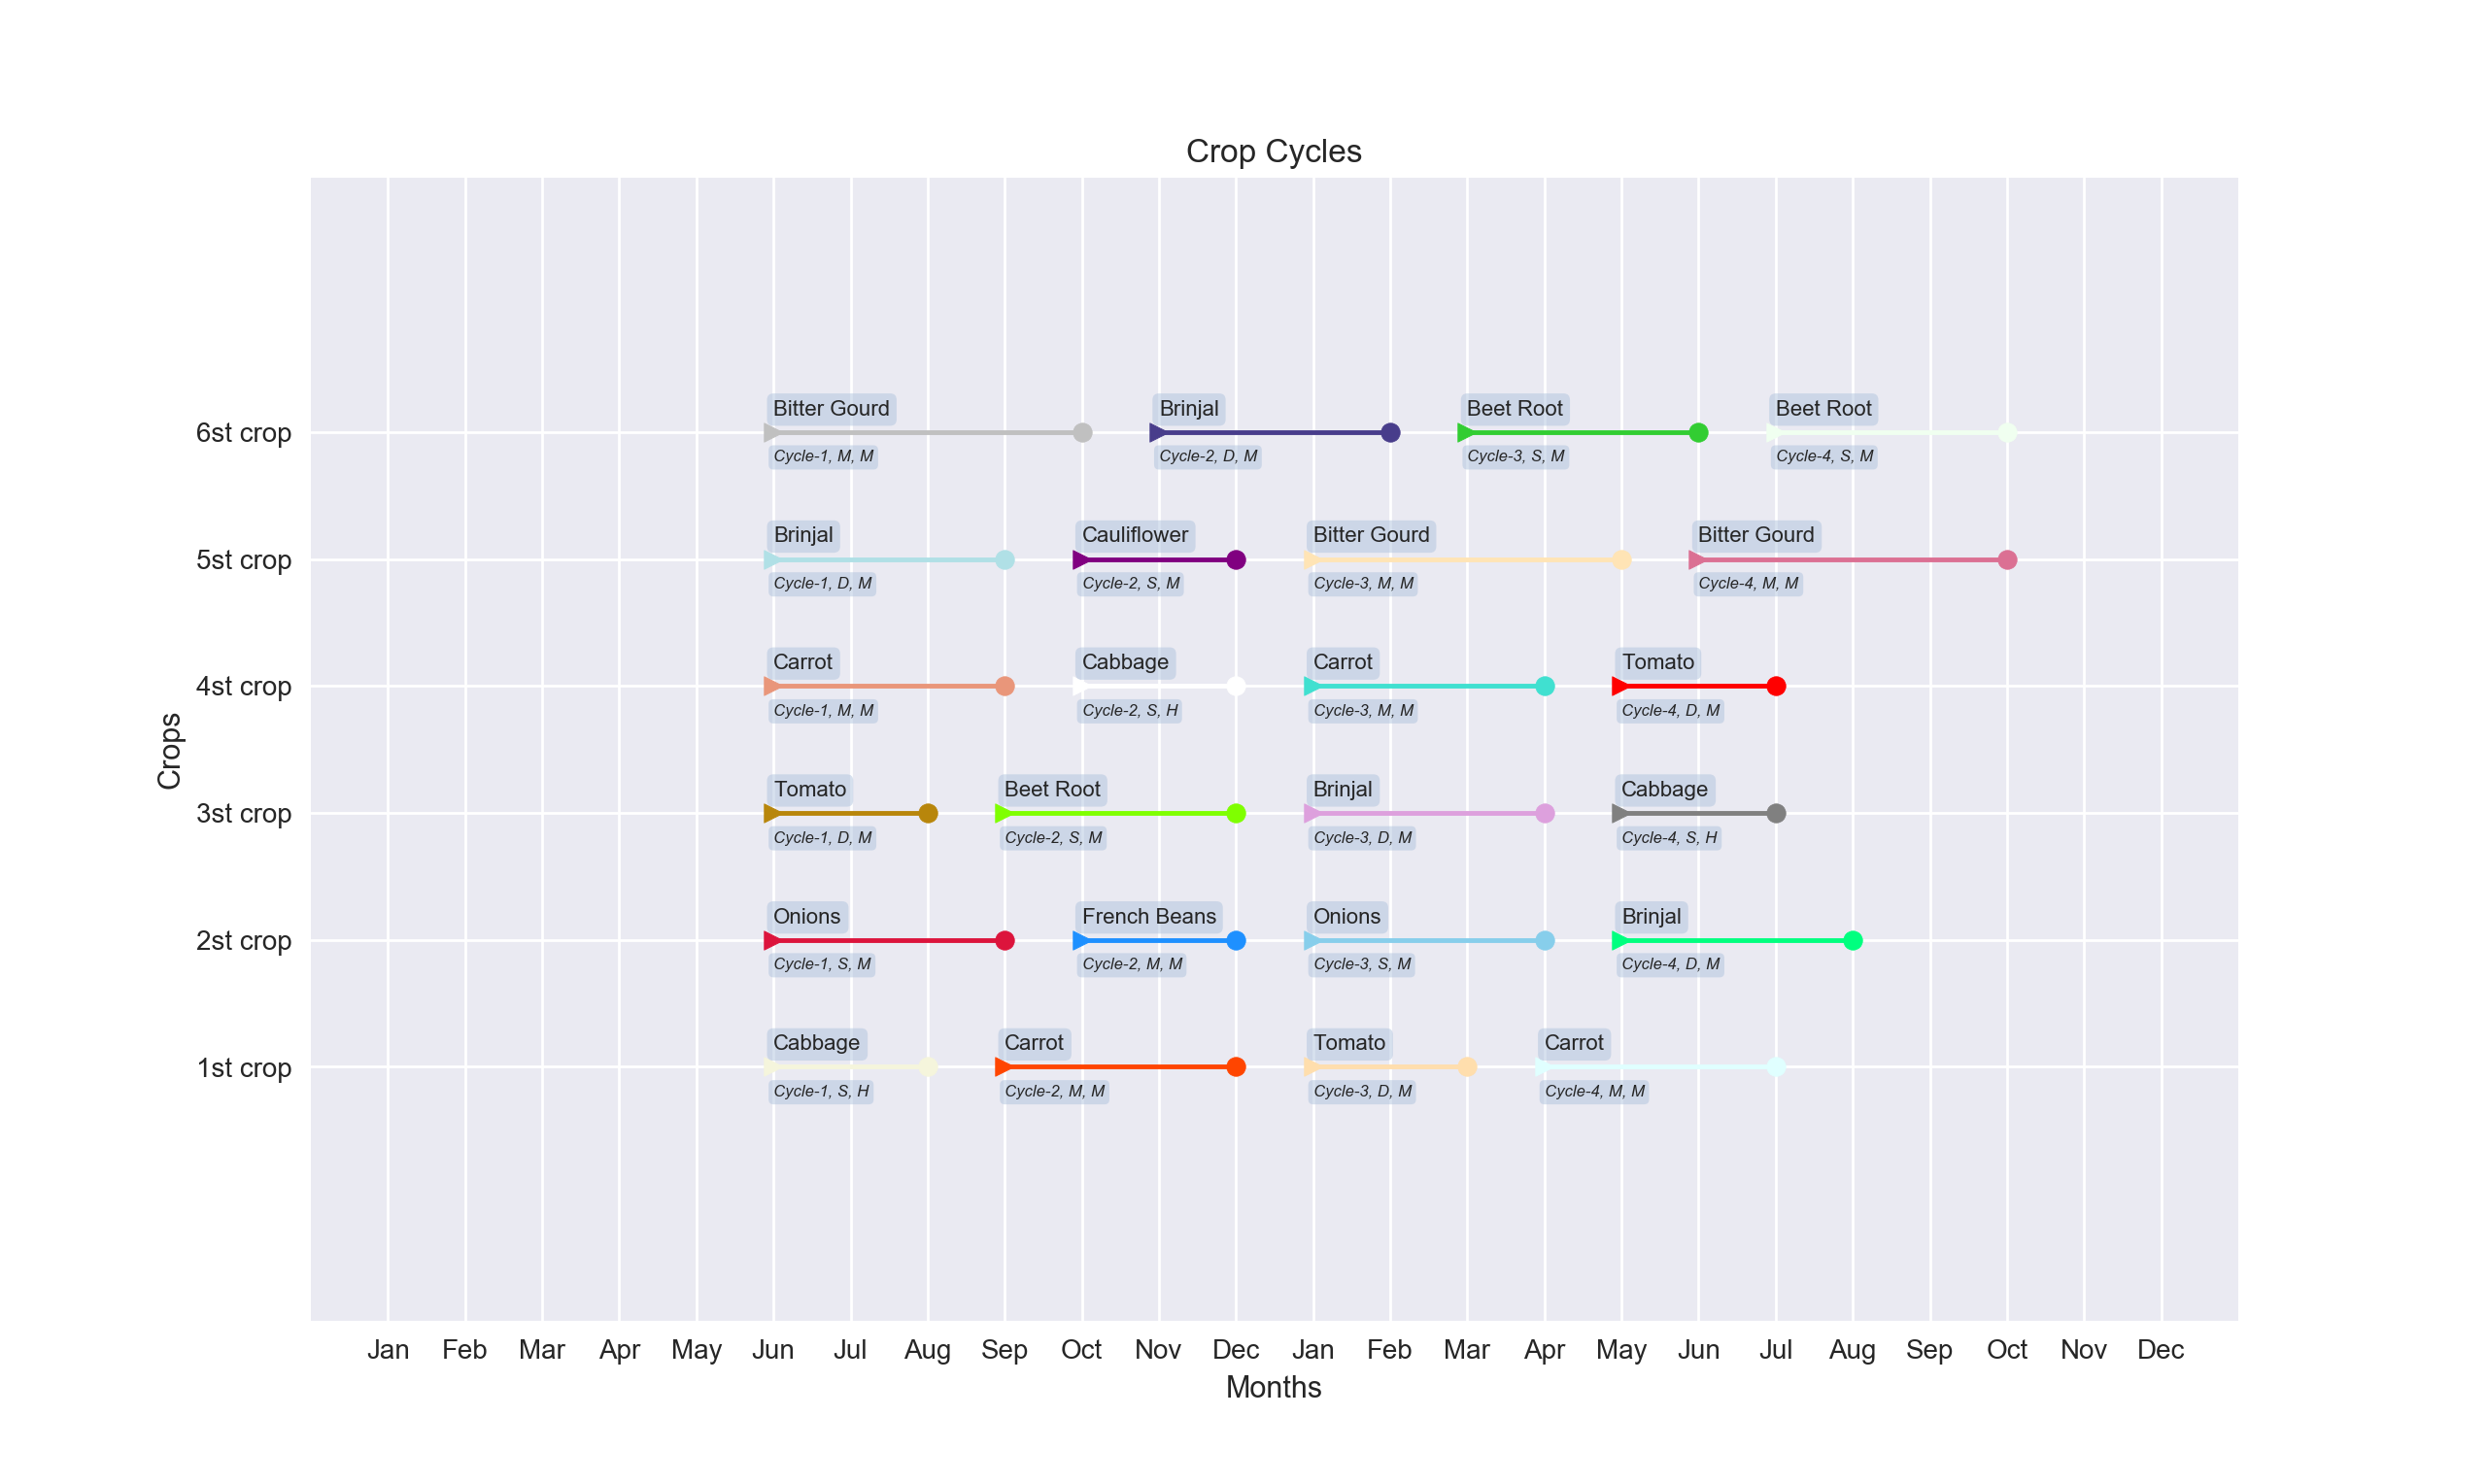 Crop Cycles
6st crop
Bitter Gourd
Brinjal
Beet Root
Beet Root
Cycle-1, M, M
Cycle-2, D, M
Cycle-3, S, M
Cycle-4, S, M
5st crop
Brinjal
Cauliflower
Bitter Gourd
Bitter Gourd
Cycle-1, D, M
Cycle-2, S, M
Cycle-3, M, M
Cycle-4, M, M
4st crop
Carrot
Cabbage
Carrot
Tomato
Cycle-1, M, M
Cycle-2, S, H
Cycle-3, M, M
Cycle-4, D, M
3st crop
Tomato
Beet Root
Brinjal
Cabbage
Cycle-1, D, M
Cycle-2, S, M
Cycle-3, D, M
Cycle-4, S, H
2st crop
Onions
French Beans
Onions
Brinjal
Cycle-1, S, M
Cycle-2, M, M
Cycle-3, S, M
Cycle-4, D, M
1st crop
Cabbage
Carrot
Tomato
Carrot
Cycle-1, S, H
Cycle-2, M, M
Cycle-3, D, M
Cycle-4, M, M
Crops
Jan Feb Mar Apr May Jun Jul Aug Sep Oct Nov Dec Jan Feb Mar Apr May Jun Jul Aug Sep Oct Nov Dec
Months